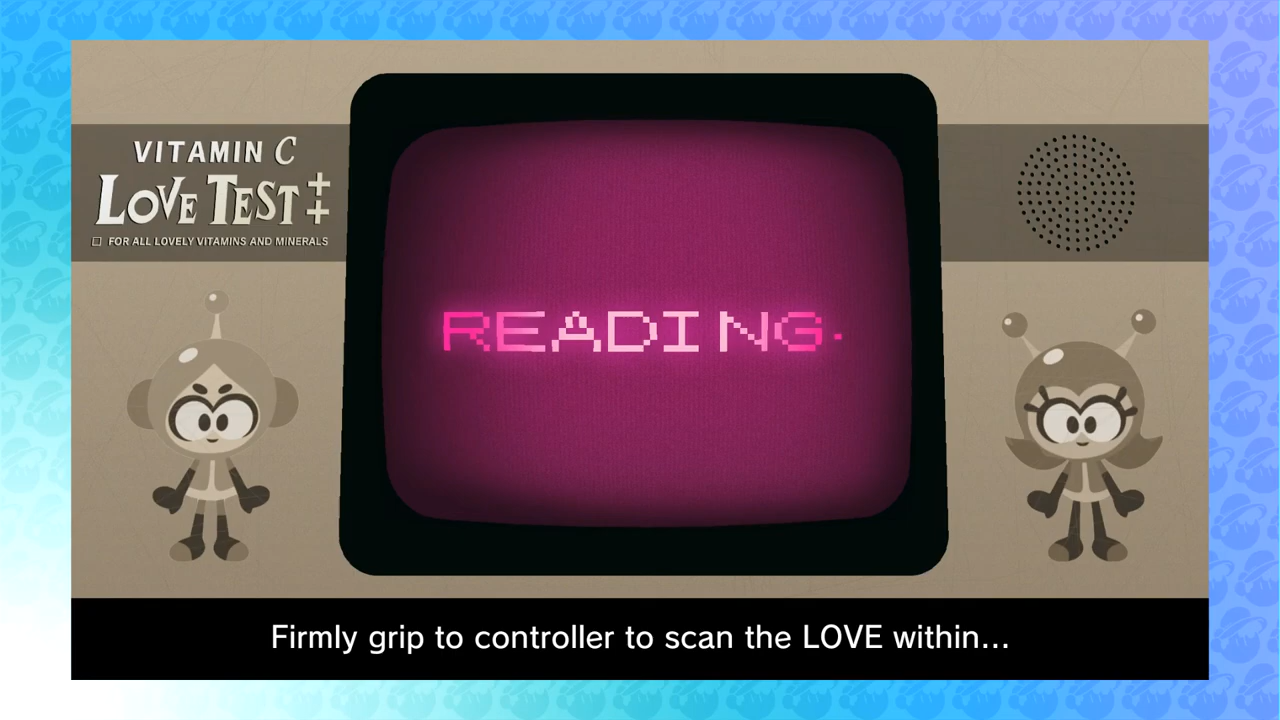 VITAMIN C
LOVE TEST ++
FOR ALL LOVELY VITAMINS AND MINERALS
READING.
Firmly grip to controller to scan the LOVE within...